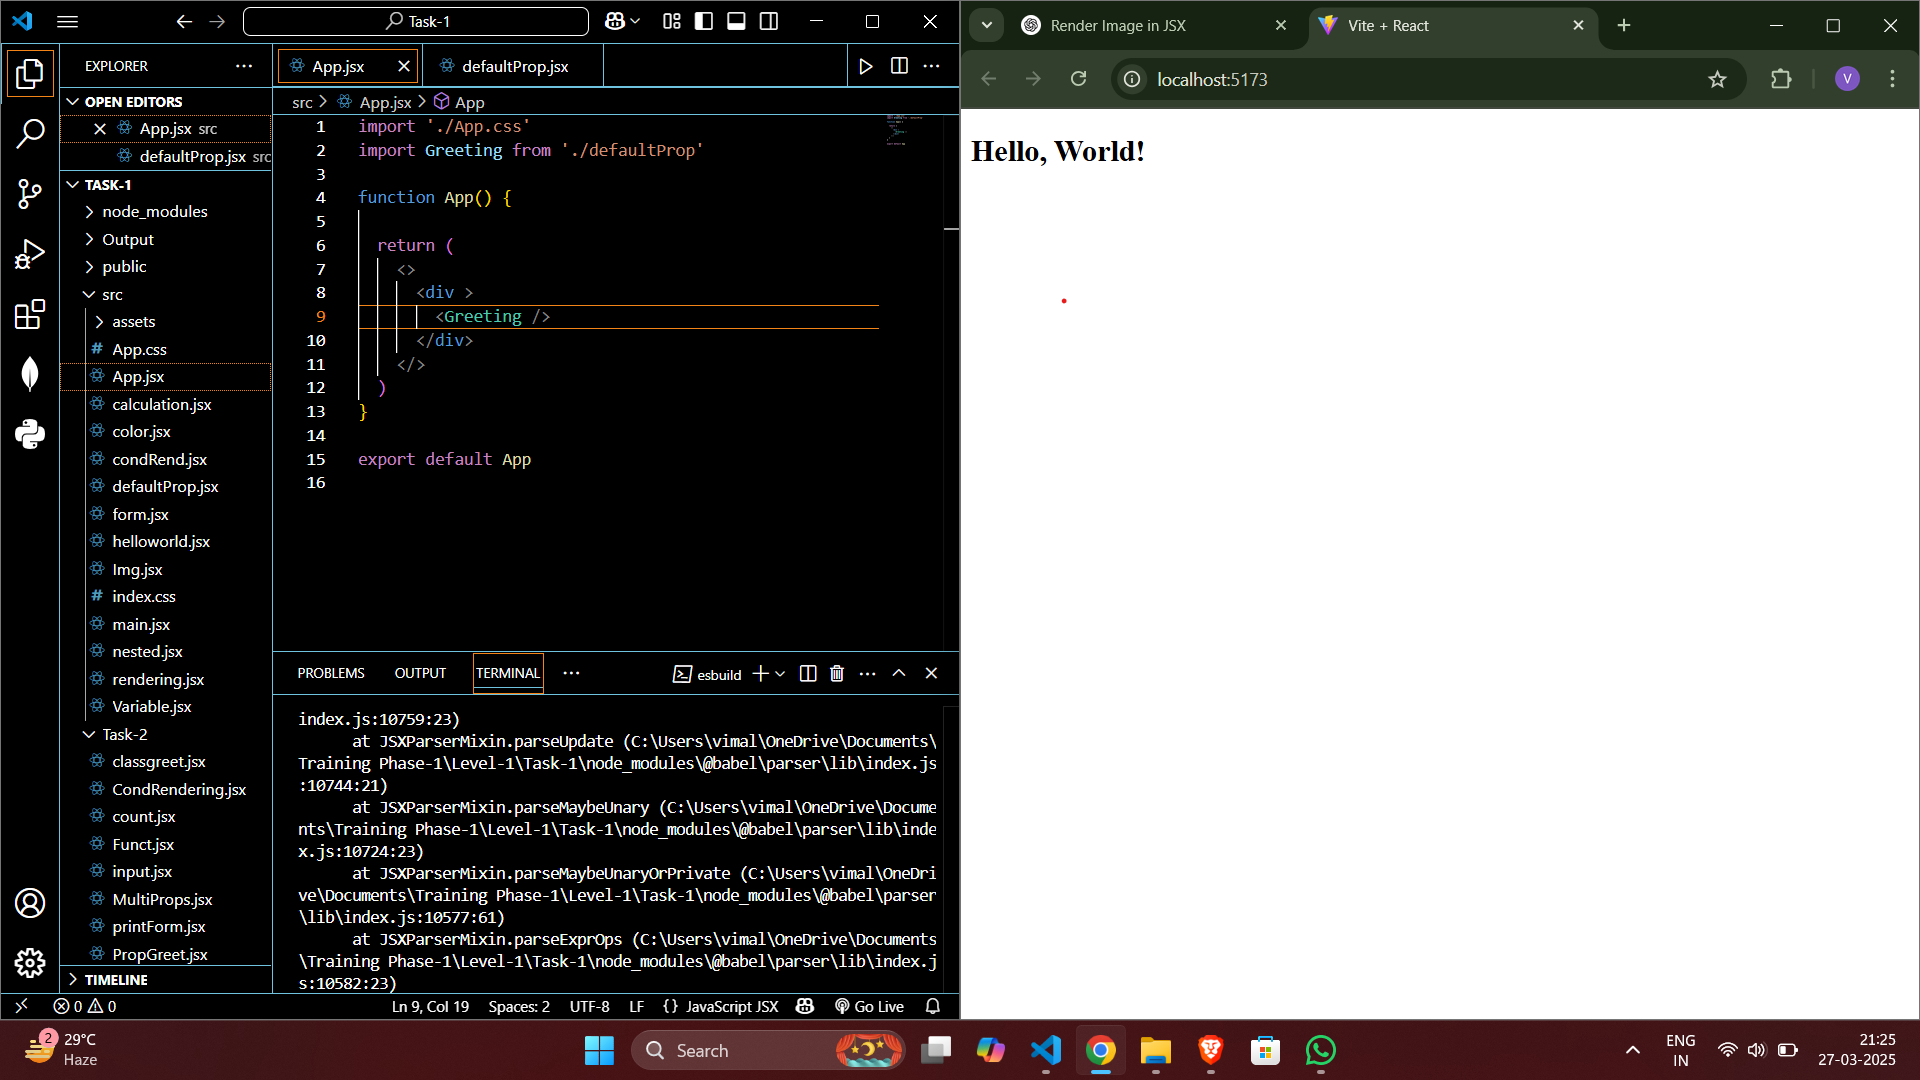 Task-1
EXPLORER
OPEN EDITORS
App.jsx src
defaultProp.jsx src
TASK-1
node_modules
Output
public
src
assets
# App.css
App.jsx
calculation.jsx
color.jsx
condRend.jsx
defaultProp.jsx
form.jsx
helloworld.jsx
Img.jsx
# index.css
main.jsx
nested.jsx
rendering.jsx
Variable.jsx
Task-2
classgreet.jsx
CondRendering.jsx
count.jsx
Funct.jsx
input.jsx
MultiProps.jsx
printForm.jsx
PropGreet.jsx
TIMELINE
App.jsx
defaultProp.jsx
src > App.jsx > App
1 import './App.css'
2 import Greeting from './defaultProp'
3
4 function App() {
5
6 return (
7 <>
8 <div >
9 <Greeting />
10 </div>
11 </>
12 )
13 }
14
15 export default App
16
PROBLEMS OUTPUT TERMINAL
esbuild
index.js:10759:23)
at JSXParserMixin.parseUpdate (C:\Users\vimal\OneDrive\Documents\
Training Phase-1\Level-1\Task-1\node_modules\@babel\parser\lib\index.js
:10744:21)
at JSXParserMixin.parseMaybeUnary (C:\Users\vimal\OneDrive\Docume
nts\Training Phase-1\Level-1\Task-1\node_modules\@babel\parser\lib\inde
x.js:10724:23)
at JSXParserMixin.parseMaybeUnaryOrPrivate (C:\Users\vimal\OneDri
ve\Documents\Training Phase-1\Level-1\Task-1\node_modules\@babel\parser
\lib\index.js:10577:61)
at JSXParserMixin.parseExprOps (C:\Users\vimal\OneDrive\Documents
\Training Phase-1\Level-1\Task-1\node_modules\@babel\parser\lib\index.j
s:10582:23)
0 0
Ln 9, Col 19 Spaces: 2 UTF-8 LF {} JavaScript JSX Go Live
Render Image in JSX
Vite + React
localhost:5173
V
Hello, World!
2
29°C
Haze
Search
ENG
IN
21:25
27-03-2025